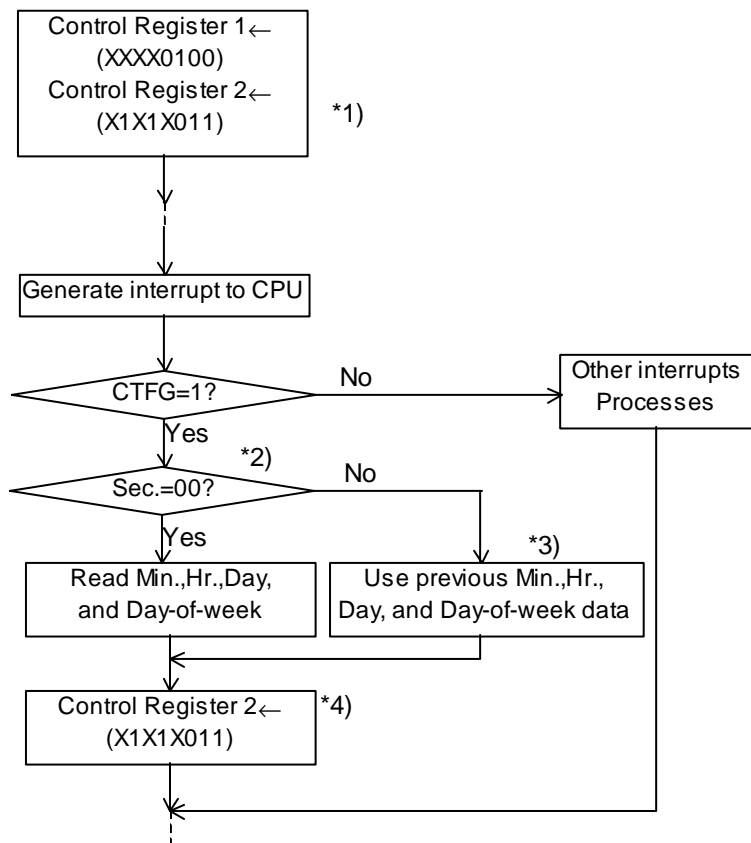 Control Register 1←
(XXXX0100)
Control Register 2←
(X1X1X011)
*1)
Generate interrupt to CPU
CTFG=1?
No
Other interrupts
Processes
Yes
*2)
Sec.=00?
No
Yes
*3)
Read Min.,Hr.,Day,
and Day-of-week
Use previous Min.,Hr.,
Day, and Day-of-week data
Control Register 2←
(X1X1X011)
*4)